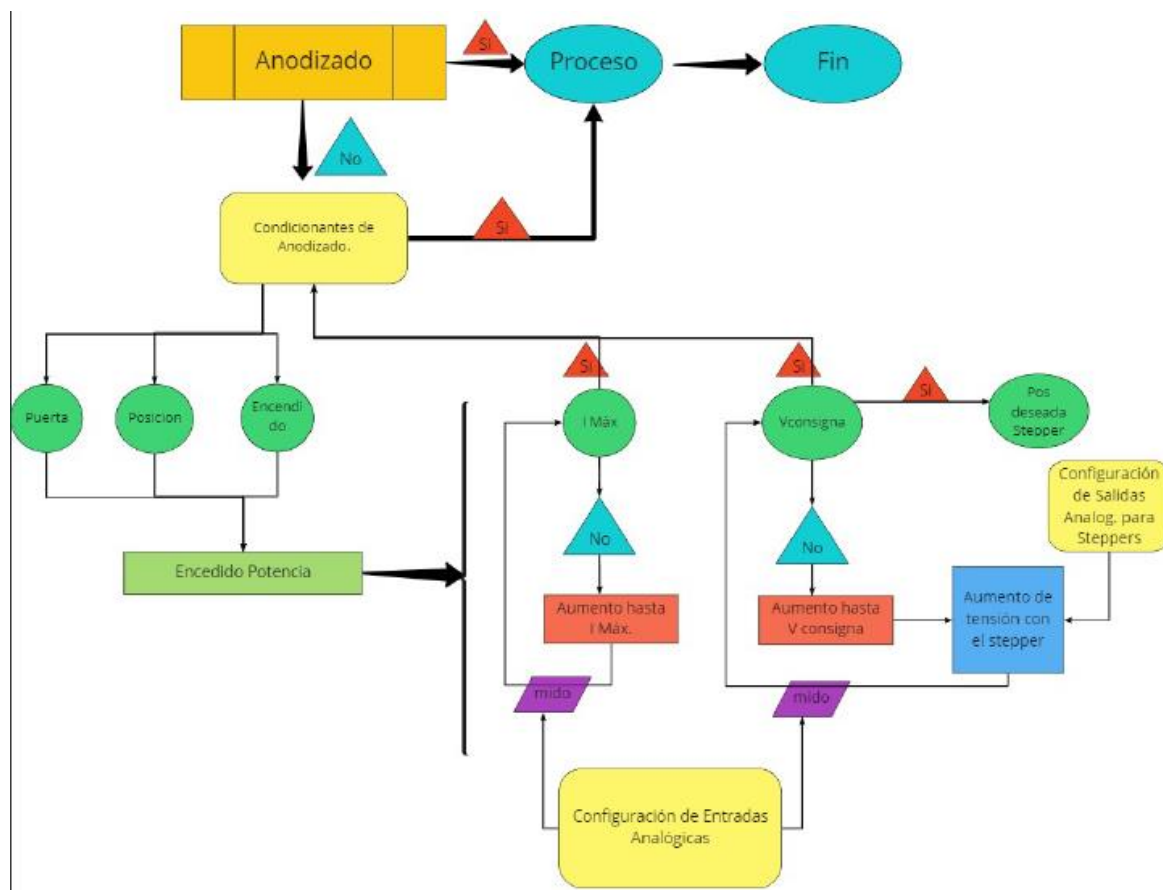 Anodizado
Si
Proceso
Fin
No
Condicionantes de
Anodizado.
Si
Puerta
Posicion
Encendi
do
Si
I Máx
Si
Vconsigna
Si
Pos
deseada
Stepper
Configuración
de Salidas
Analog. para
Steppers
No
No
Encedido Potencia
Aumento hasta
I Máx.
Aumento hasta
V consigna
Aumento de
tensión con
el stepper
mido
mido
Configuración de Entradas
Analógicas